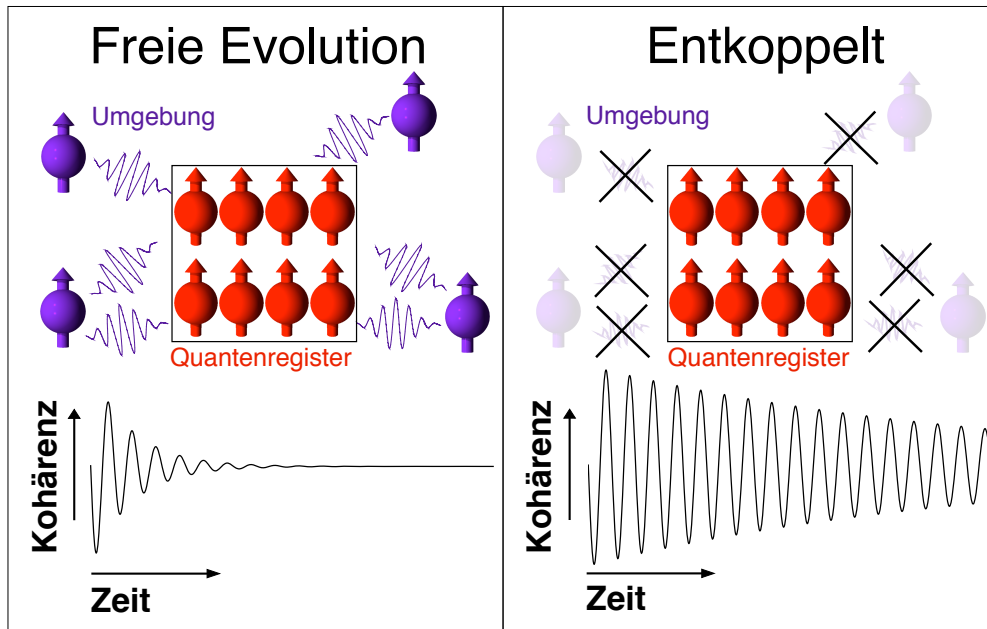 Freie Evolution
Umgebung
Quantenregister
Kohärenz
Zeit
Entkoppelt
Umgebung
Quantenregister
Kohärenz
Zeit